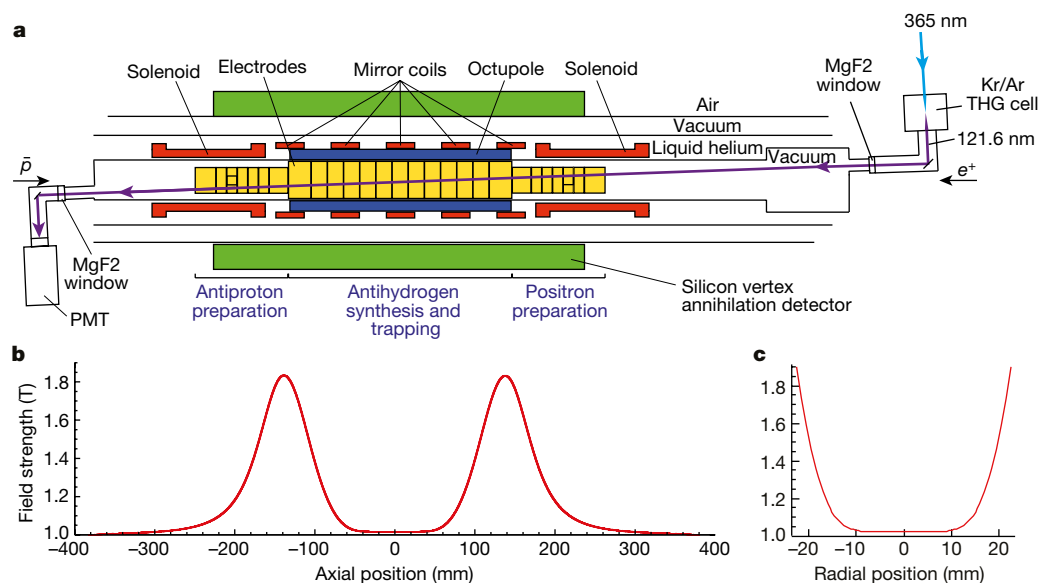 a
365 nm
Solenoid
Electrodes
Mirror coils
Octupole
Solenoid
MgF2
window
Kr/Ar
THG cell
Air
Vacuum
Liquid helium
Vacuum
121.6 nm
p̄
e⁺
MgF2
window
PMT
Antiproton
preparation
Antihydrogen
synthesis and
trapping
Positron
preparation
Silicon vertex
annihilation detector
b
Field strength (T)
1.8
1.6
1.4
1.2
1.0
−400
−300
−200
−100
0
100
200
300
400
Axial position (mm)
c
1.8
1.6
1.4
1.2
1.0
−20
−10
0
10
20
Radial position (mm)